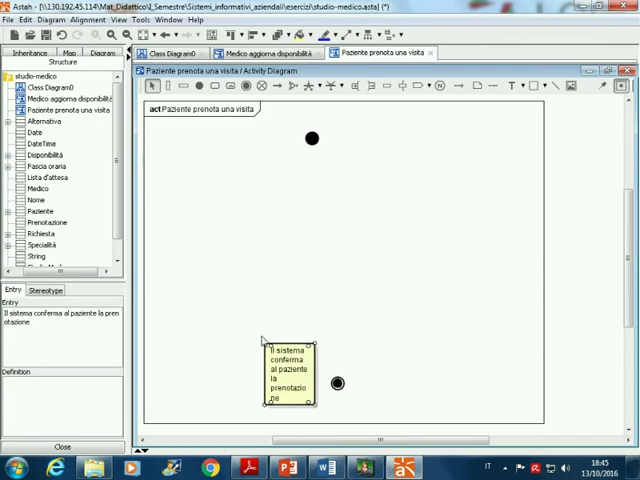 Astah - [\\130.192.45.114\Mat_Didattico\I_Semestre\Sistemi_informativi_aziendali\esercizi\studio-medico.asta] (*)
File Edit Diagram Alignment View Tools Window Help
Inheritance Map Diagram
Structure
Class Diagram0
Medico aggiorna disponibilità
Paziente prenota una visita
Paziente prenota una visita / Activity Diagram
studio-medico
Class Diagram0
Medico aggiorna disponibilità
Paziente prenota una visita
Alternativa
Date
DateTime
Disponibilità
Fascia oraria
Lista d'attesa
Medico
Nome
Paziente
Prenotazione
Richiesta
Specialità
String
act Paziente prenota una visita
Entry Stereotype
Entry
Il sistema conferma al paziente la pren
otazione
Definition
Close
Il sistema
conferma
al paziente
la
prenotazio
ne
IT
18:45
13/10/2016